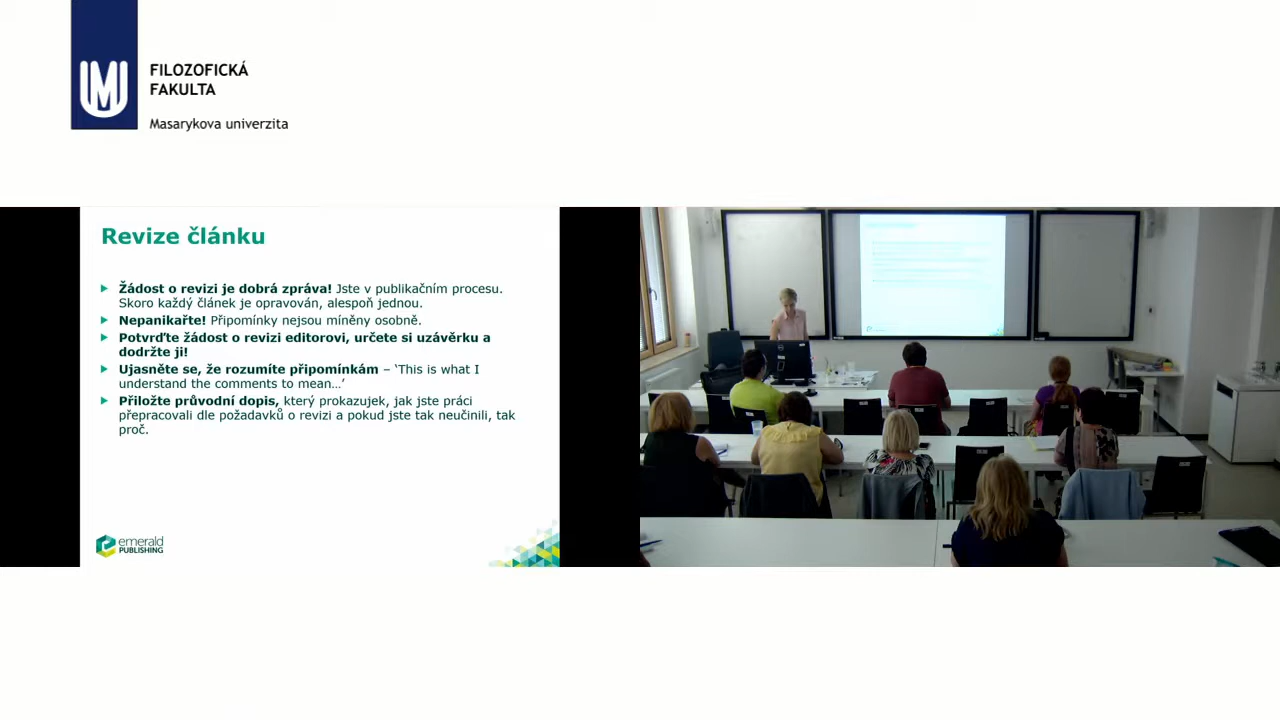 FILOZOFICKÁ
FAKULTA
Masarykova univerzita
Revize článku
Žádost o revizi je dobrá zpráva! Jste v publikačním procesu.
Skoro každý článek je opravován, alespoň jednou.
Nepanikařte! Připomínky nejsou míněny osobně.
Potvrďte žádost o revizi editorovi, určete si uzávěrku a
dodržte ji!
Ujasněte se, že rozumíte připomínkám – ‘This is what I
understand the comments to mean…’
Přiložte průvodní dopis, který prokazujek, jak jste práci
přepracovali dle požadavků o revizi a pokud jste tak neučinili, tak
proč.
emerald
PUBLISHING